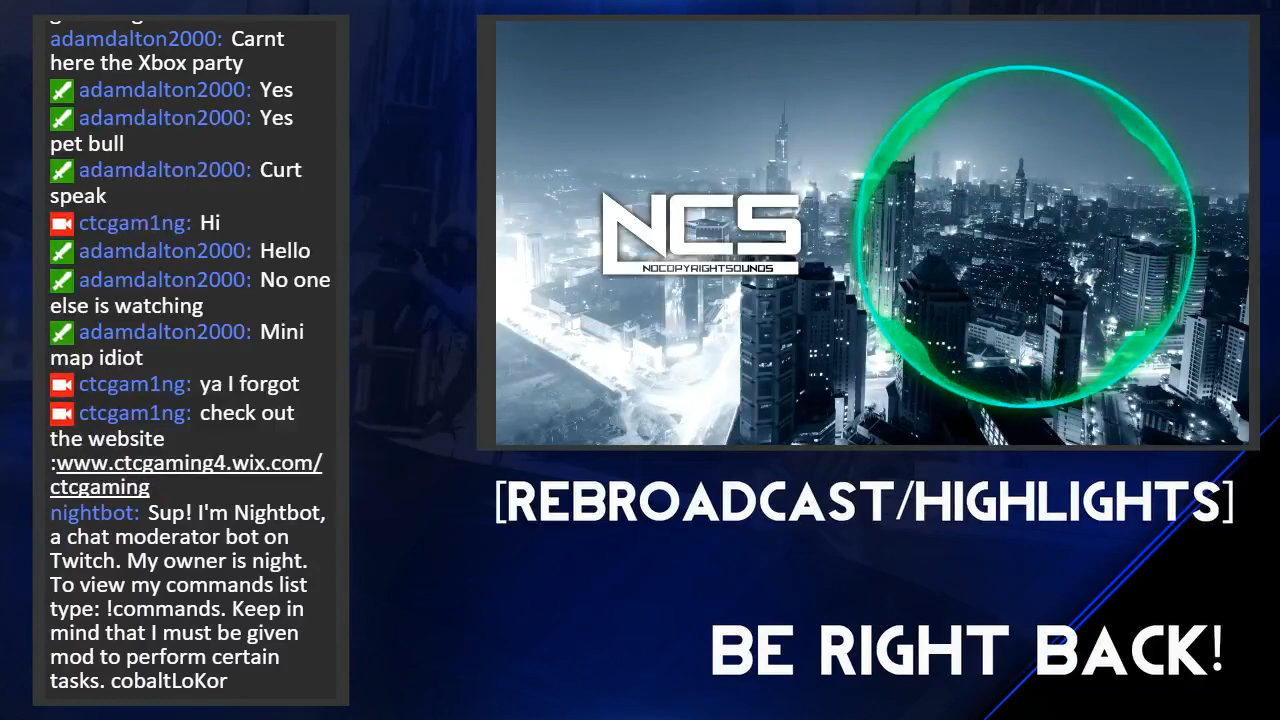 adamdalton2000: Carnt
here the Xbox party
adamdalton2000: Yes
adamdalton2000: Yes
pet bull
adamdalton2000: Curt
speak
ctcgam1ng: Hi
adamdalton2000: Hello
adamdalton2000: No one
else is watching
adamdalton2000: Mini
map idiot
ctcgam1ng: ya I forgot
ctcgam1ng: check out
the website
:www.ctcgaming4.wix.com/
ctcgaming
nightbot: Sup! I'm Nightbot,
a chat moderator bot on
Twitch. My owner is night.
To view my commands list
type: !commands. Keep in
mind that I must be given
mod to perform certain
tasks. cobaltLoKor
NCS
NOCOPYRIGHTSOUNDS
[REBROADCAST/HIGHLIGHTS]
BE RIGHT BACK!